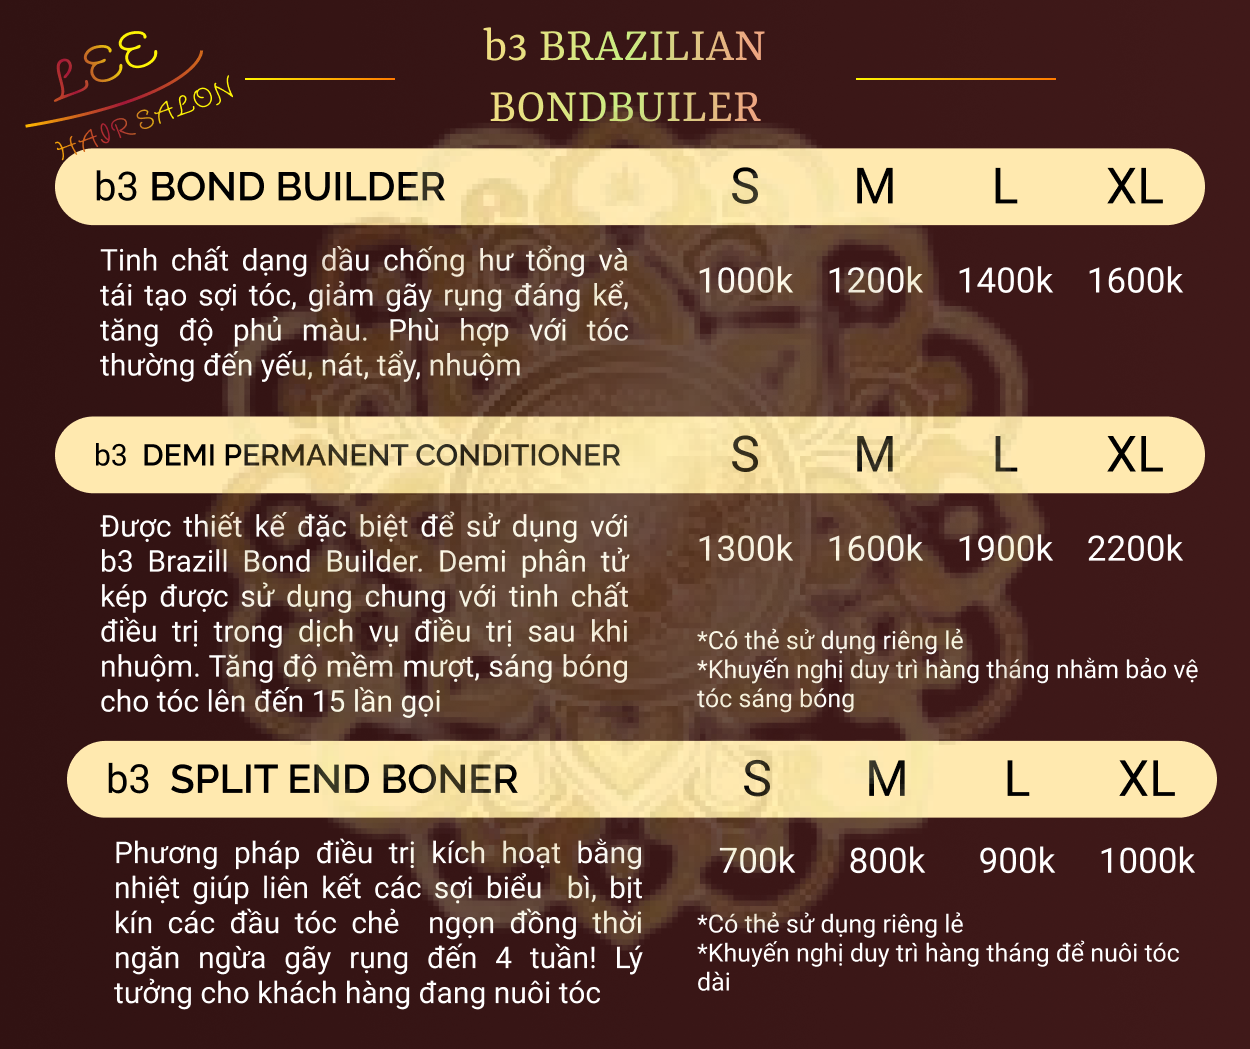 LEE
HAIR SALON
b3 BRAZILIAN
BONDBUILER
b3 BOND BUILDER S M L XL
Tinh chất dạng dầu chống hư tổng và
tái tạo sợi tóc, giảm gãy rụng đáng kể,
tăng độ phủ màu. Phù hợp với tóc
thường đến yếu, nát, tẩy, nhuộm
1000k 1200k 1400k 1600k
b3 DEMI PERMANENT CONDITIONER S M L XL
Được thiết kế đặc biệt để sử dụng với
b3 Brazill Bond Builder. Demi phân tử
kép được sử dụng chung với tinh chất
điều trị trong dịch vụ điều trị sau khi
nhuộm. Tăng độ mềm mượt, sáng bóng
cho tóc lên đến 15 lần gọi
1300k 1600k 1900k 2200k
*Có thẻ sử dụng riêng lẻ
*Khuyến nghị duy trì hàng tháng nhằm bảo vệ
tóc sáng bóng
b3 SPLIT END BONER S M L XL
Phương pháp điều trị kích hoạt bằng
nhiệt giúp liên kết các sợi biểu bì, bịt
kín các đầu tóc chẻ ngọn đồng thời
ngăn ngừa gãy rụng đến 4 tuần! Lý
tưởng cho khách hàng đang nuôi tóc
700k 800k 900k 1000k
*Có thẻ sử dụng riêng lẻ
*Khuyến nghị duy trì hàng tháng để nuôi tóc
dài